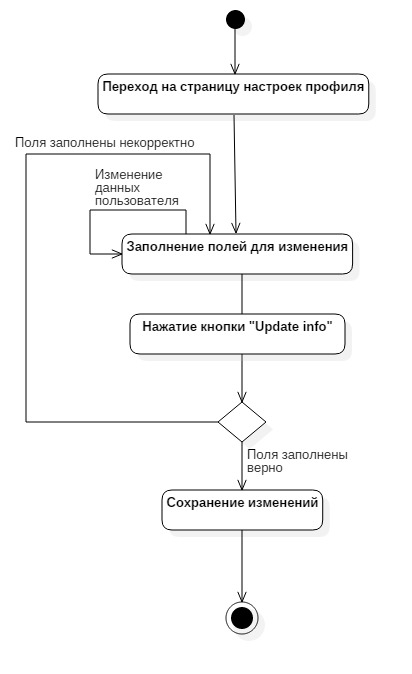 Переход на страницу настроек профиля
Поля заполнены некорректно
Изменение
данных
пользователя
Заполнение полей для изменения
Нажатие кнопки "Update info"
Поля заполнены
верно
Сохранение изменений